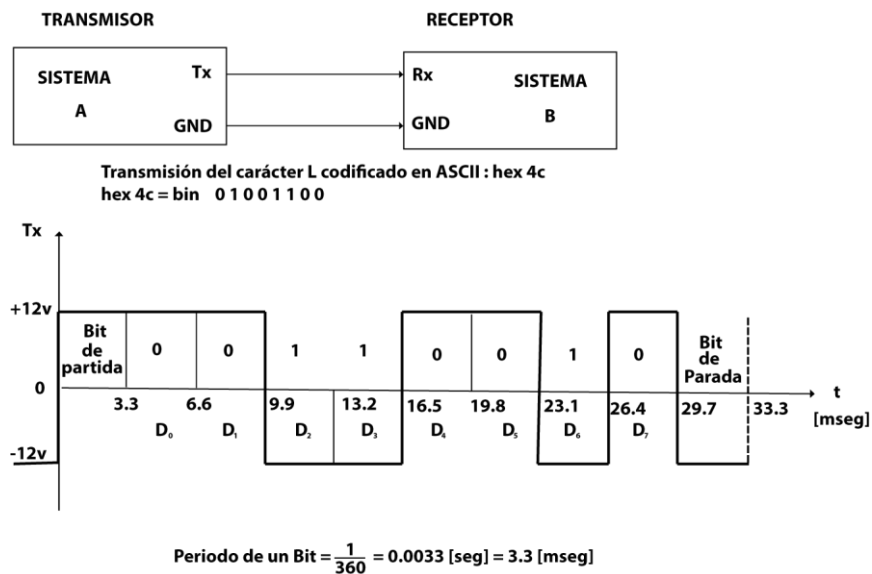 TRANSMISOR RECEPTOR
SISTEMA
A
Tx
GND
Rx
GND
SISTEMA
B
Transmisión del carácter L codificado en ASCII : hex 4c
hex 4c = bin 0 1 0 0 1 1 0 0
Tx
+12v
0
-12v
Bit
de
partida
0 0 1 1 0 0 1 0
Bit
de
Parada
t
[mseg]
3.3 6.6 9.9 13.2 16.5 19.8 23.1 26.4 29.7 33.3
D₀ D₁ D₂ D₃ D₄ D₅ D₆ D₇
Periodo de un Bit = 1/360 = 0.0033 [seg] = 3.3 [mseg]